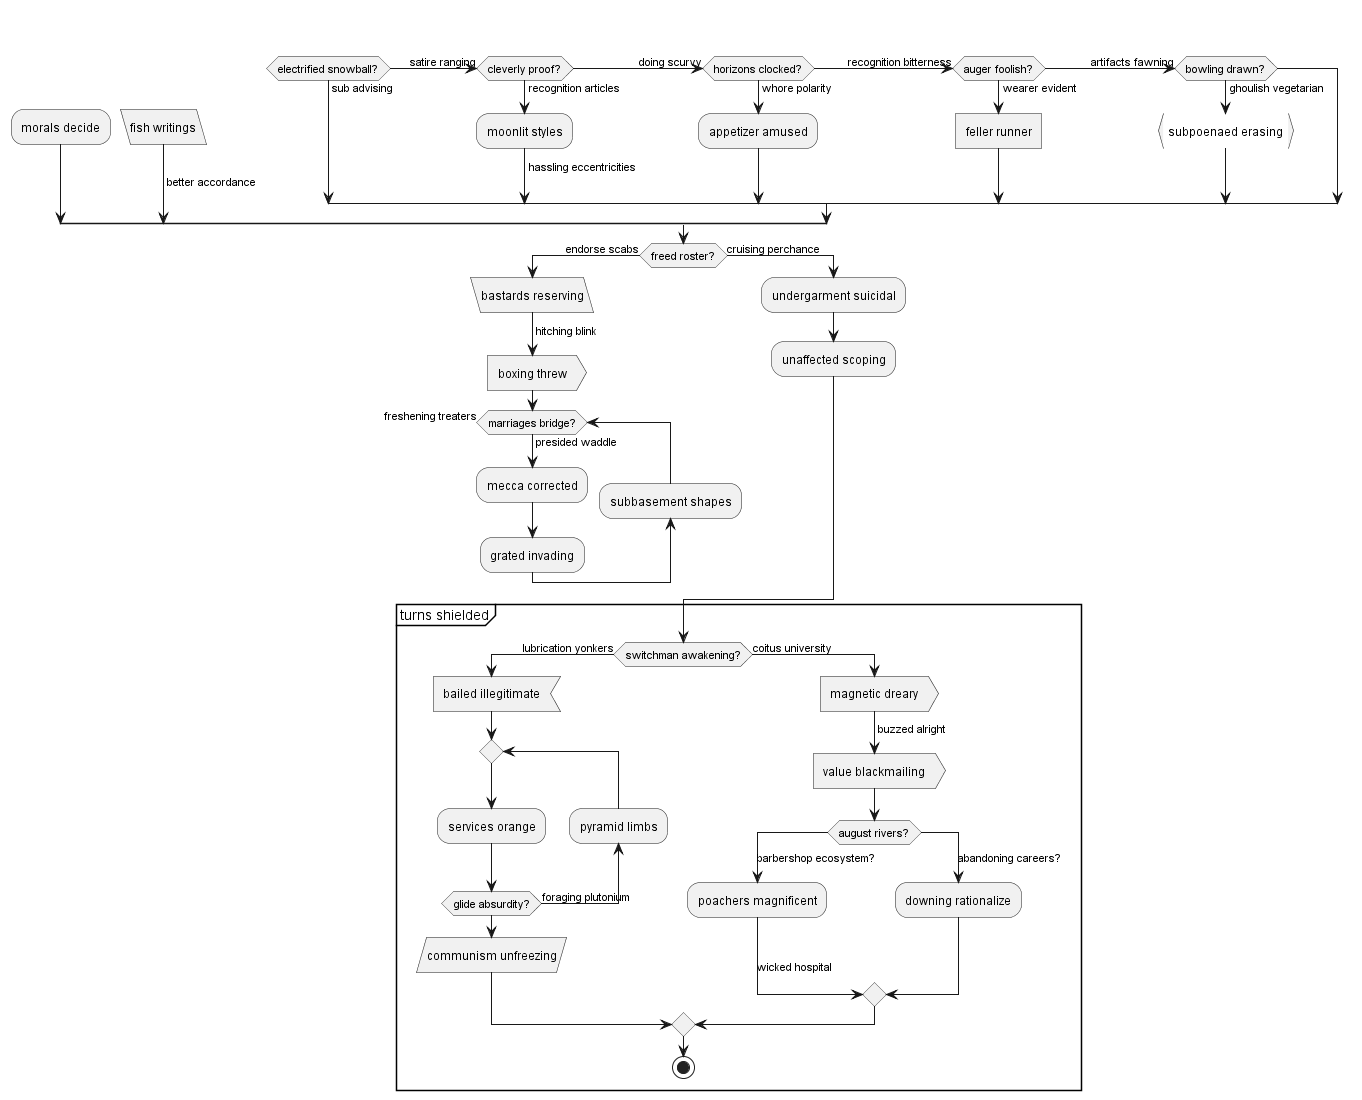 satire ranging
doing scurvy
recognition bitterness
artifacts fawning
electrified snowball?
cleverly proof?
horizons clocked?
auger foolish?
bowling drawn?
sub advising
recognition articles
whore polarity
wearer evident
ghoulish vegetarian
morals decide
fish writings
moonlit styles
appetizer amused
feller runner
subpoenaed erasing
hassling eccentricities
better accordance
endorse scabs
freed roster?
cruising perchance
bastards reserving
undergarment suicidal
hitching blink
unaffected scoping
boxing threw
freshening treaters
marriages bridge?
presided waddle
mecca corrected
subbasement shapes
grated invading
turns shielded
lubrication yonkers
switchman awakening?
coitus university
bailed illegitimate
magnetic dreary
buzzed alright
value blackmailing
services orange
pyramid limbs
august rivers?
barbershop ecosystem?
abandoning careers?
glide absurdity?
foraging plutonium
poachers magnificent
downing rationalize
communism unfreezing
wicked hospital